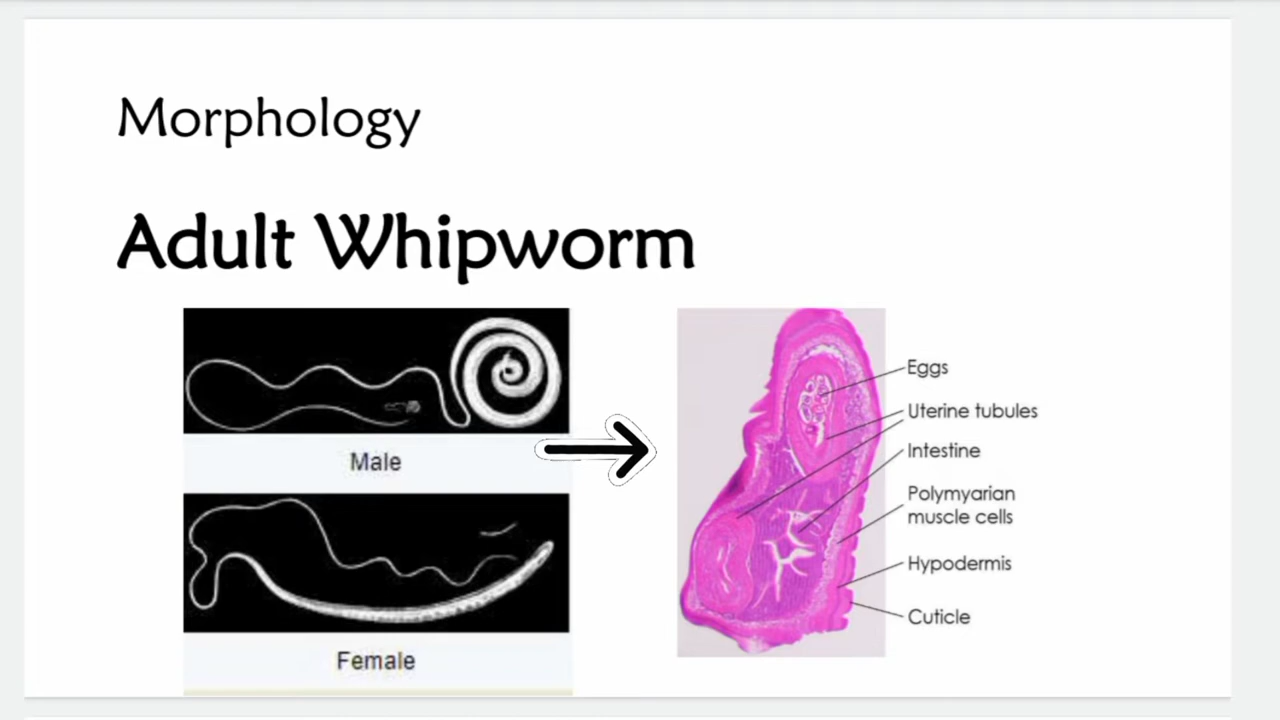 Morphology
Adult Whipworm
Male
Female
Eggs
Uterine tubules
Intestine
Polymyarian
muscle cells
Hypodermis
Cuticle